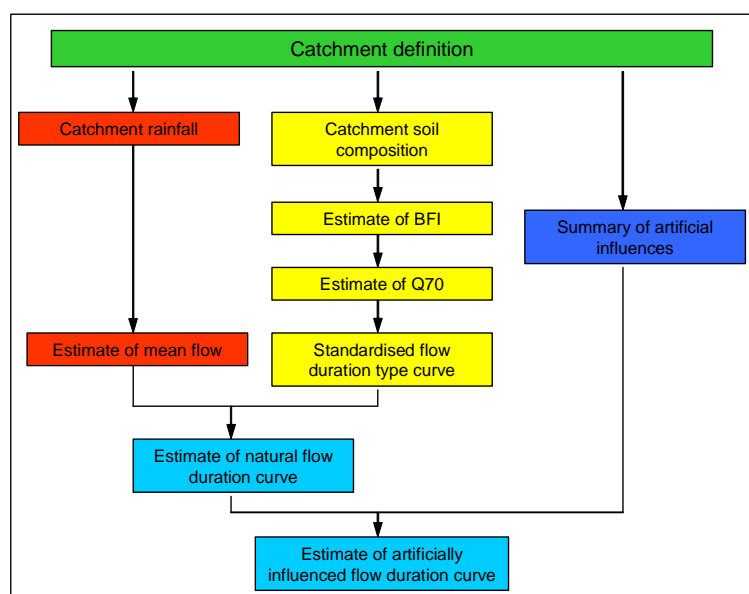 Catchment definition
Catchment rainfall
Catchment soil
composition
Estimate of BFI
Summary of artificial
influences
Estimate of Q70
Estimate of mean flow
Standardised flow
duration type curve
Estimate of natural flow
duration curve
Estimate of artificially
influenced flow duration curve